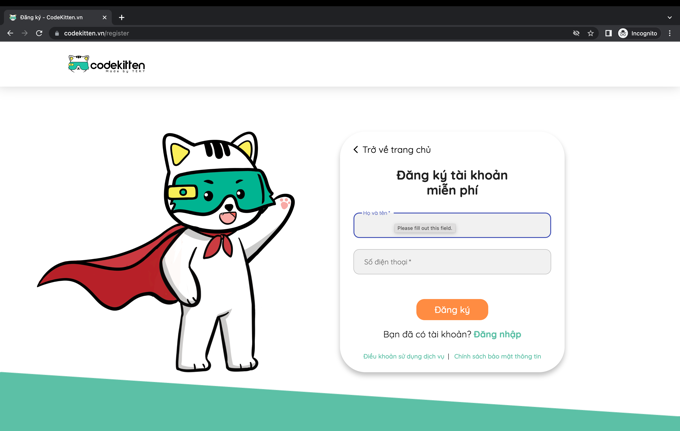 Đăng ký - CodeKitten.vn
codekitten.vn/register
Incognito
codekitten
Made by TEKY
Trở về trang chủ
Đăng ký tài khoản
miễn phí
Họ và tên *
Please fill out this field.
Số điện thoại *
Đăng ký
Bạn đã có tài khoản? Đăng nhập
Điều khoản sử dụng dịch vụ | Chính sách bảo mật thông tin